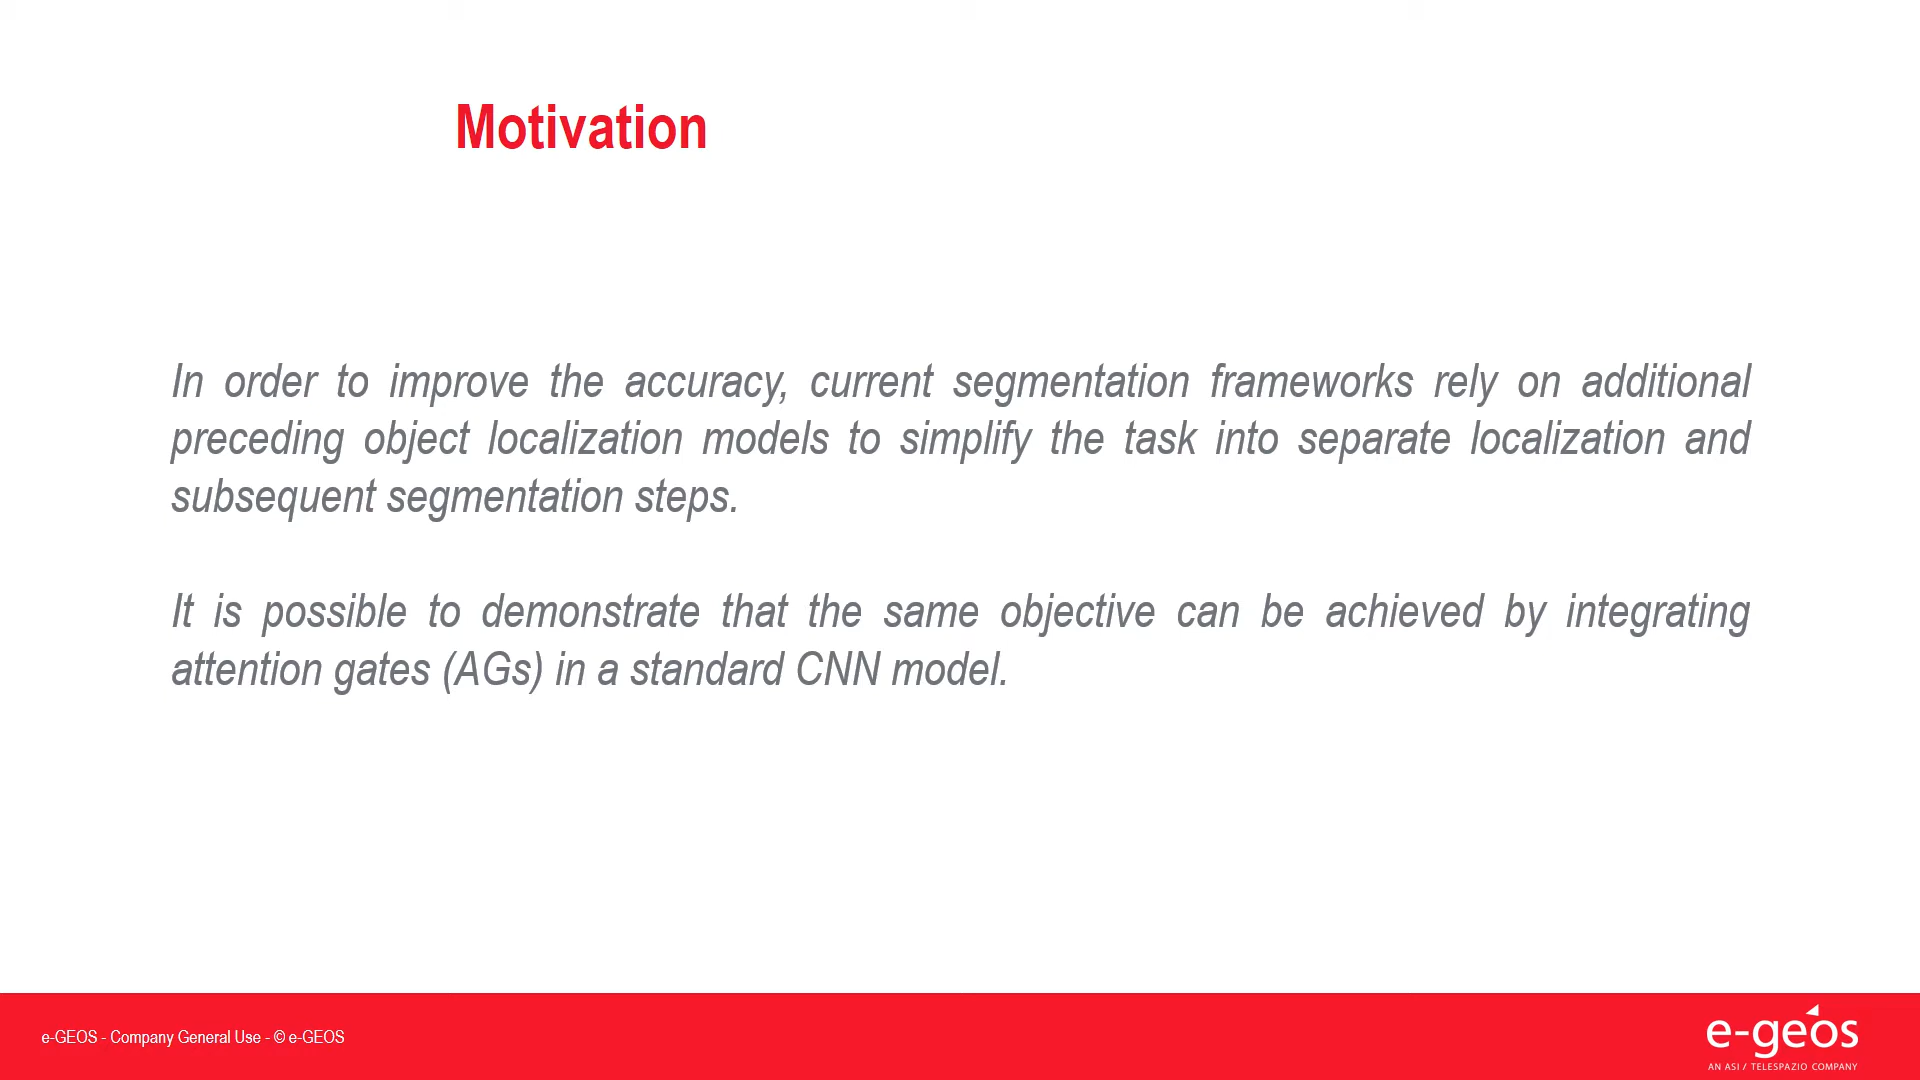 Motivation
In order to improve the accuracy, current segmentation frameworks rely on additional
preceding object localization models to simplify the task into separate localization and
subsequent segmentation steps.
It is possible to demonstrate that the same objective can be achieved by integrating
attention gates (AGs) in a standard CNN model.
e-GEOS - Company General Use - © e-GEOS
e-geos
AN ASI / TELESPAZIO COMPANY